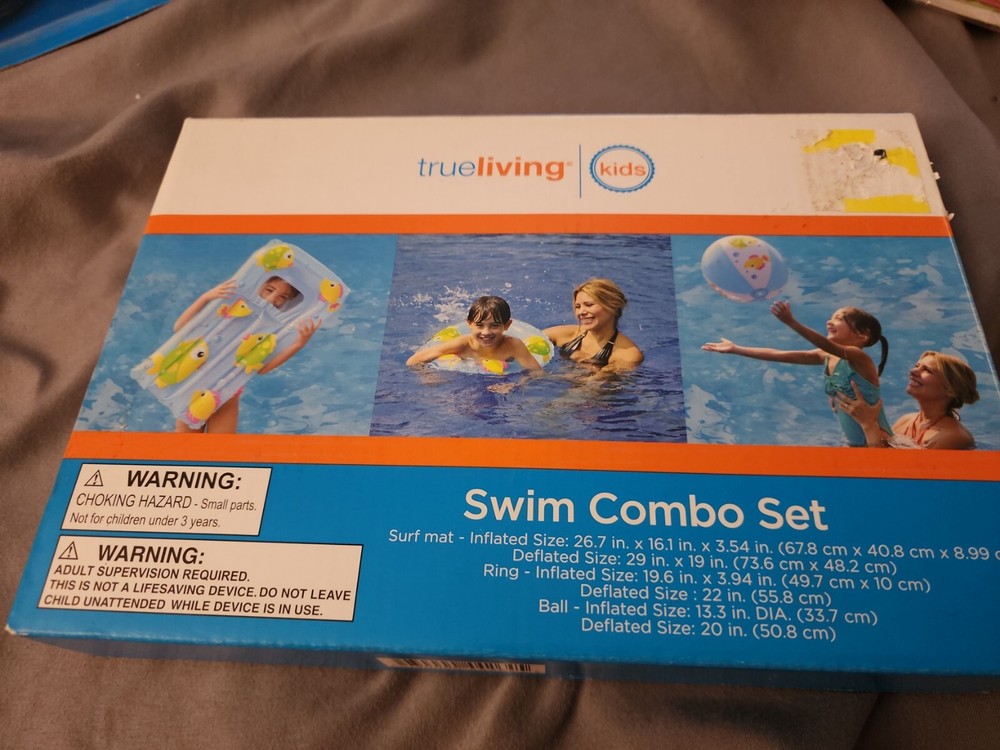 trueliving® kids
WARNING:
CHOKING HAZARD - Small parts.
Not for children under 3 years.
WARNING:
ADULT SUPERVISION REQUIRED.
THIS IS NOT A LIFESAVING DEVICE. DO NOT LEAVE
CHILD UNATTENDED WHILE DEVICE IS IN USE.
Swim Combo Set
Surf mat - Inflated Size: 26.7 in. x 16.1 in. x 3.54 in. (67.8 cm x 40.8 cm x 8.99 c
Deflated Size: 29 in. x 19 in. (73.6 cm x 48.2 cm)
Ring - Inflated Size: 19.6 in. x 3.94 in. (49.7 cm x 10 cm)
Deflated Size : 22 in. (55.8 cm)
Ball - Inflated Size: 13.3 in. DIA. (33.7 cm)
Deflated Size: 20 in. (50.8 cm)